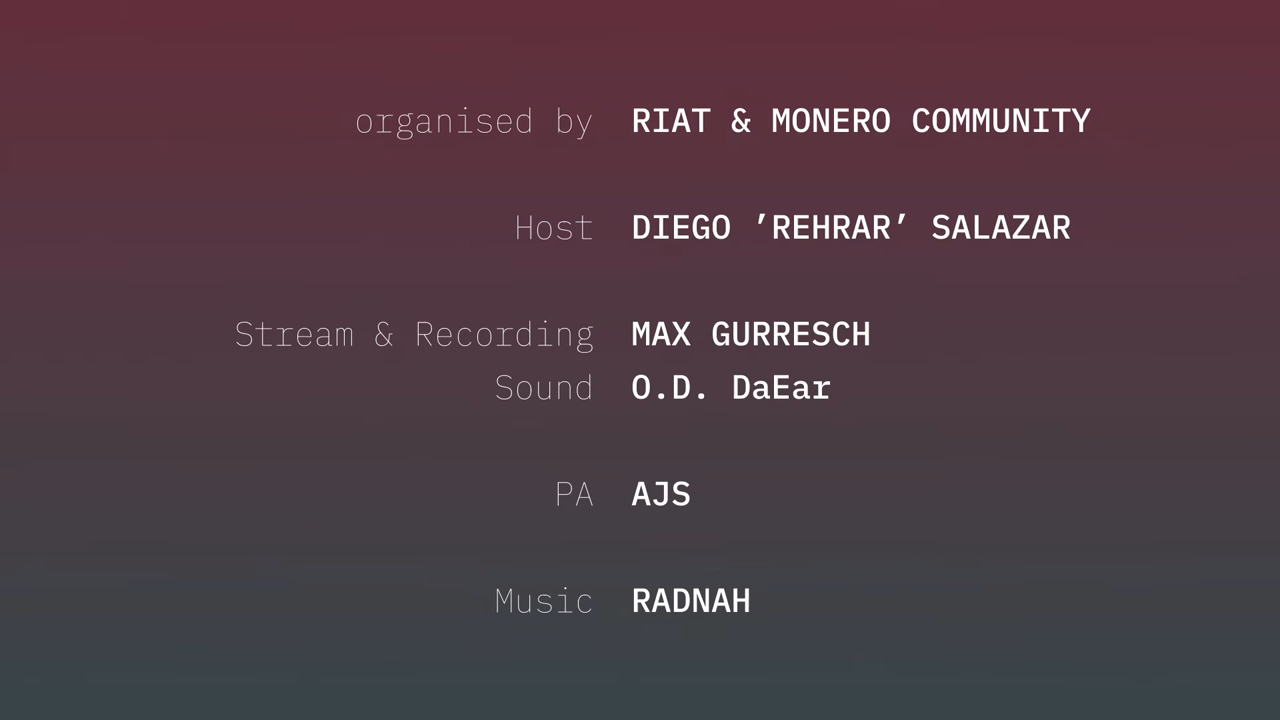 organised by RIAT & MONERO COMMUNITY
Host DIEGO ’REHRAR’ SALAZAR
Stream & Recording MAX GURRESCH
Sound O.D. DaEar
PA AJS
Music RADNAH